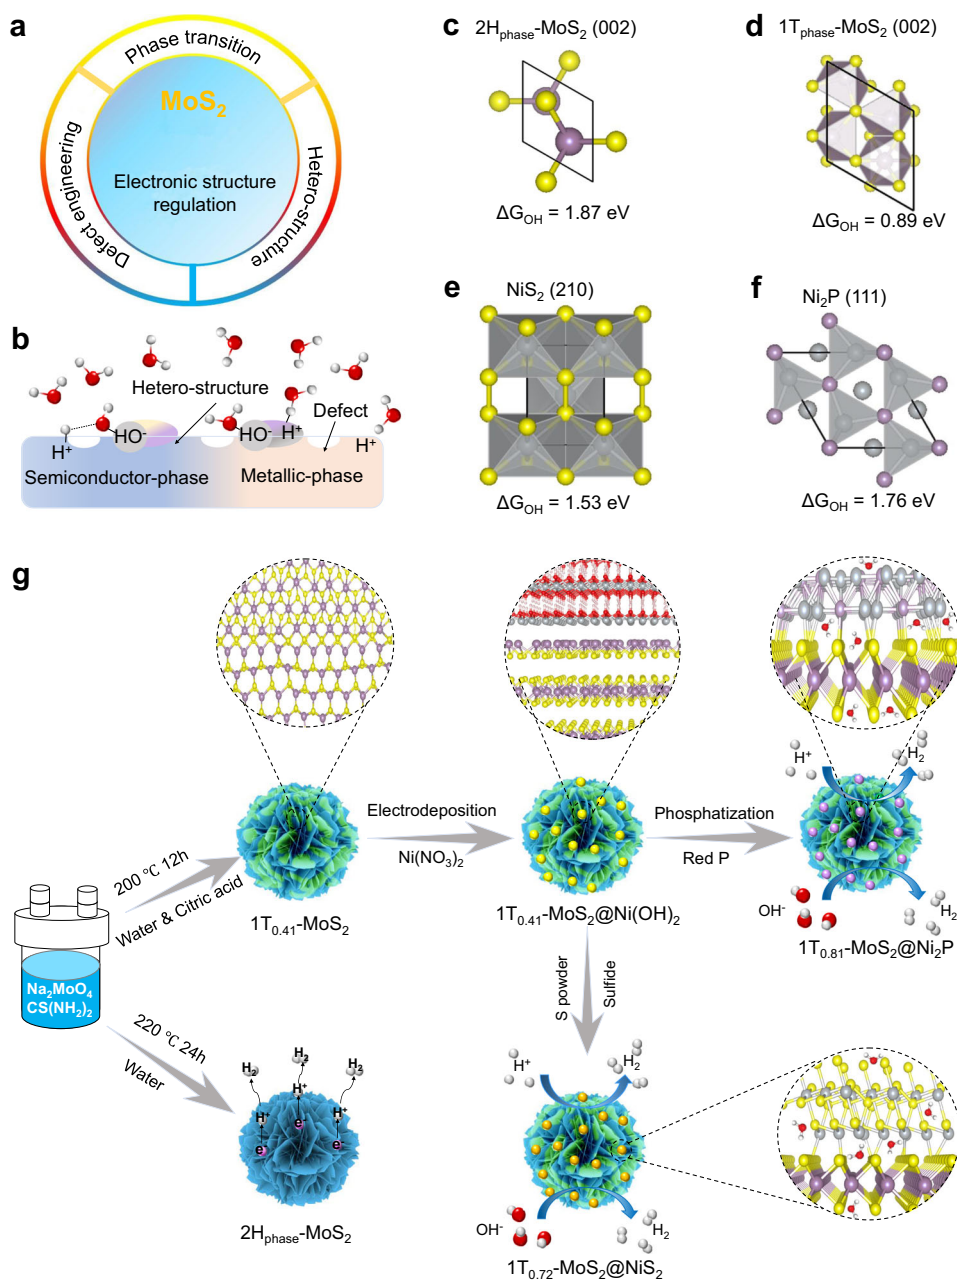 a
Phase transition
MoS₂
Defect engineering
Hetero-structure
Electronic structure
regulation
b
Hetero-structure
Defect
HO⁻
H⁺
HO⁻
H⁺
H⁺
Semiconductor-phase
Metallic-phase
c
2Hphase-MoS₂ (002)
ΔGOH = 1.87 eV
d
1Tphase-MoS₂ (002)
ΔGOH = 0.89 eV
e
NiS₂ (210)
ΔGOH = 1.53 eV
f
Ni₂P (111)
ΔGOH = 1.76 eV
g
Na₂MoO₄
CS(NH₂)₂
200 ℃ 12h
Water & Citric acid
1T0.41-MoS₂
Electrodeposition
Ni(NO₃)₂
1T0.41-MoS₂@Ni(OH)₂
Phosphatization
Red P
H⁺
H₂
OH⁻
H₂
1T0.81-MoS₂@Ni₂P
220 ℃ 24h
Water
H₂
H₂
H₂
H⁺
H⁺
H⁺
e⁻
e⁻
e⁻
2Hphase-MoS₂
S powder
Sulfide
H⁺
H₂
OH⁻
H₂
1T0.72-MoS₂@NiS₂